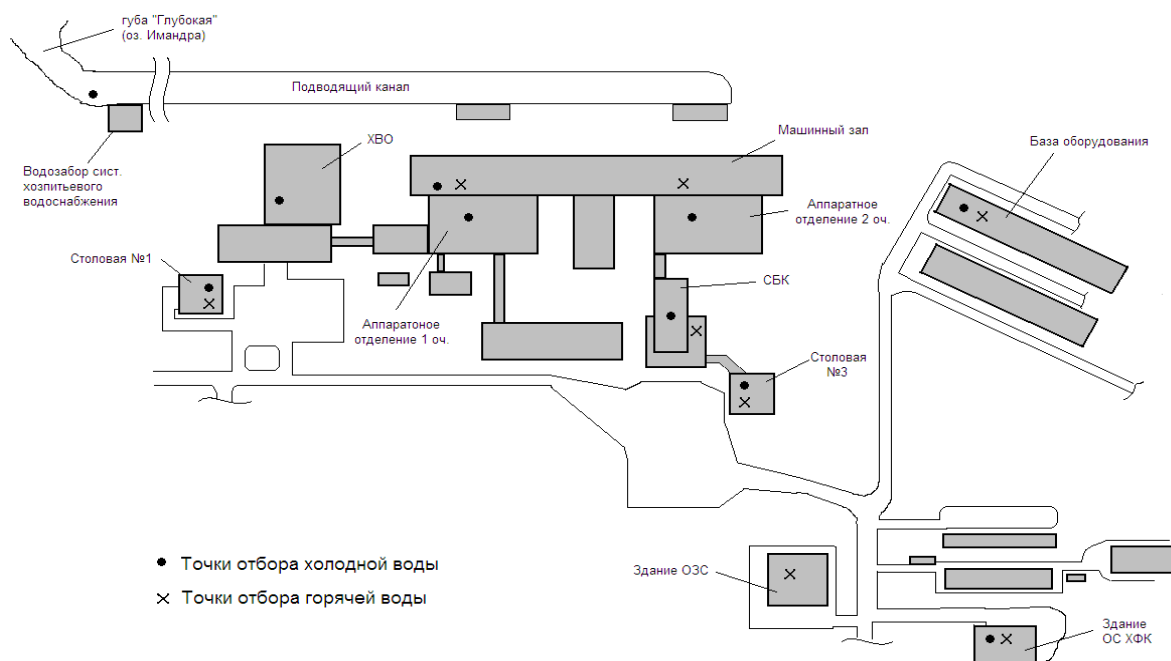 губа "Глубокая"
(оз. Имандра)
Подводящий канал
Водозабор сист.
хозпитьевого
водоснабжения
ХВО
Машинный зал
База оборудования
Аппаратное
отделение 2 оч.
Столовая №1
СБК
Аппаратоное
отделение 1 оч.
Столовая
№3
Точки отбора холодной воды
Точки отбора горячей воды
Здание ОЗС
Здание
ОС ХФК